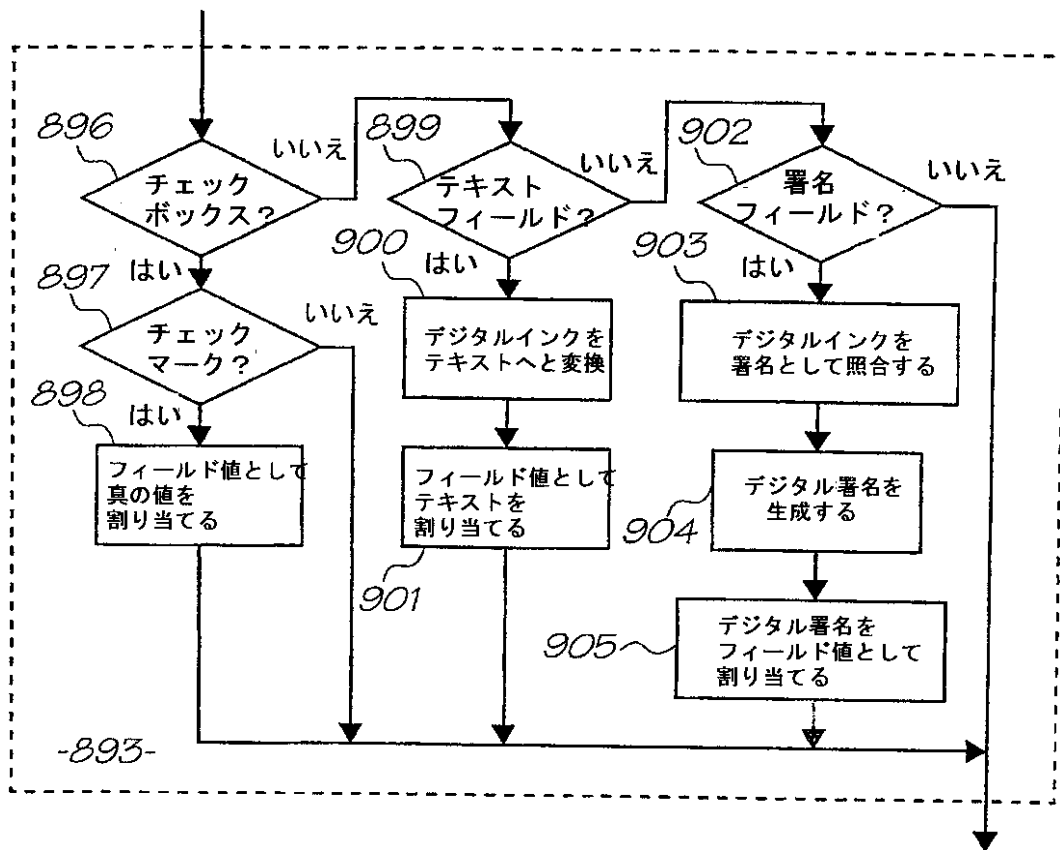 896
チェック
ボックス？
いいえ
はい
897
チェック
マーク？
いいえ
はい
898
フィールド値として
真の値を
割り当てる
899
テキスト
フィールド？
いいえ
はい
900
デジタルインクを
テキストへと変換
フィールド値として
テキストを
割り当てる
901
902
署名
フィールド？
いいえ
はい
903
デジタルインクを
署名として照合する
デジタル署名を
生成する
904
デジタル署名を
フィールド値として
割り当てる
905
-893-